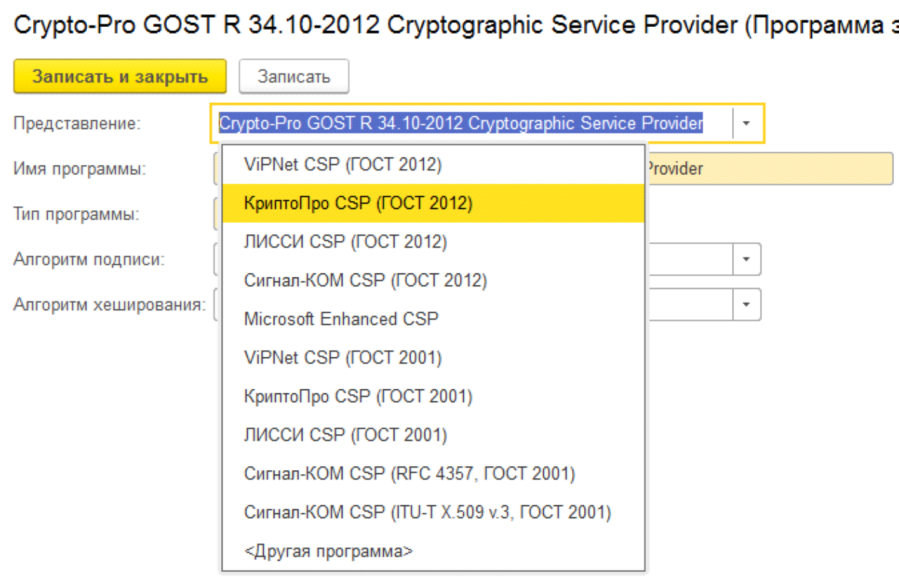 Crypto-Pro GOST R 34.10-2012 Cryptographic Service Provider (Программа
Записать и закрыть Записать
Представление: Crypto-Pro GOST R 34.10-2012 Cryptographic Service Provider
Имя программы: Provider
Тип программы:
Алгоритм подписи:
Алгоритм хеширования:
ViPNet CSP (ГОСТ 2012)
КриптоПро CSP (ГОСТ 2012)
ЛИССИ CSP (ГОСТ 2012)
Сигнал-КОМ CSP (ГОСТ 2012)
Microsoft Enhanced CSP
ViPNet CSP (ГОСТ 2001)
КриптоПро CSP (ГОСТ 2001)
ЛИССИ CSP (ГОСТ 2001)
Сигнал-КОМ CSP (RFC 4357, ГОСТ 2001)
Сигнал-КОМ CSP (ITU-T X.509 v.3, ГОСТ 2001)
<Другая программа>